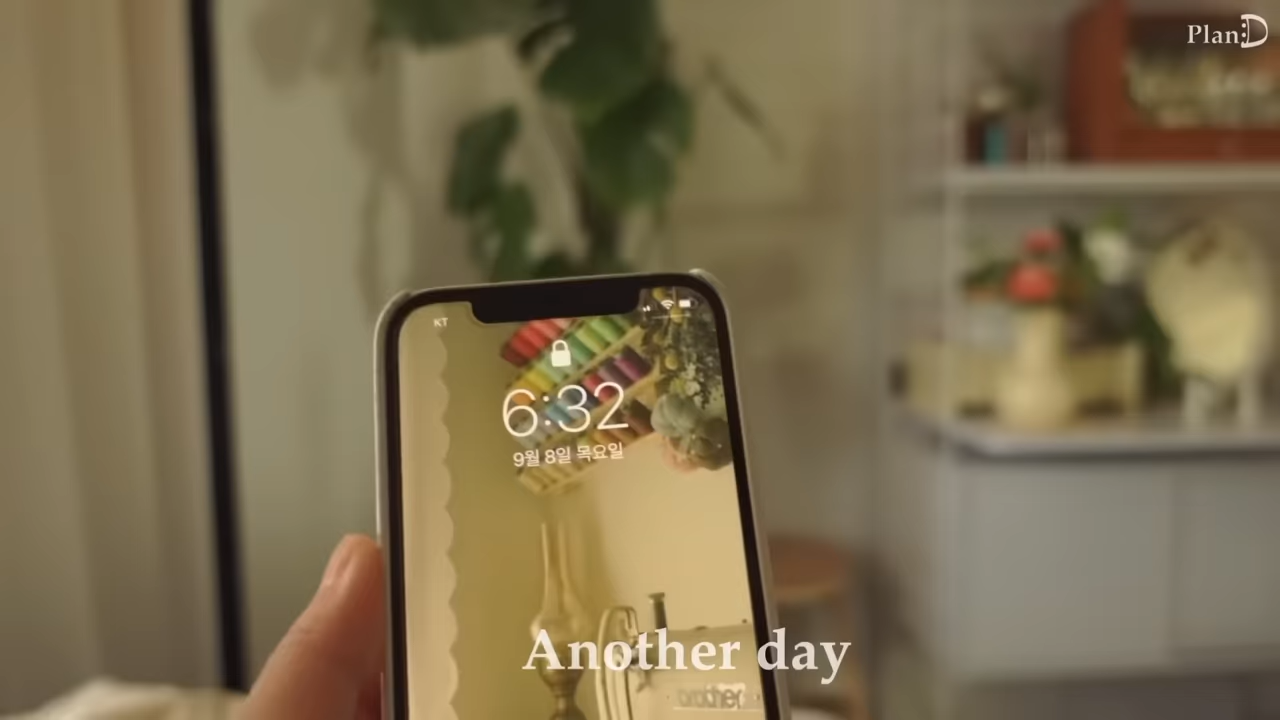 Plan:D
KT
6:32
9월 8일 목요일
Another day
brother